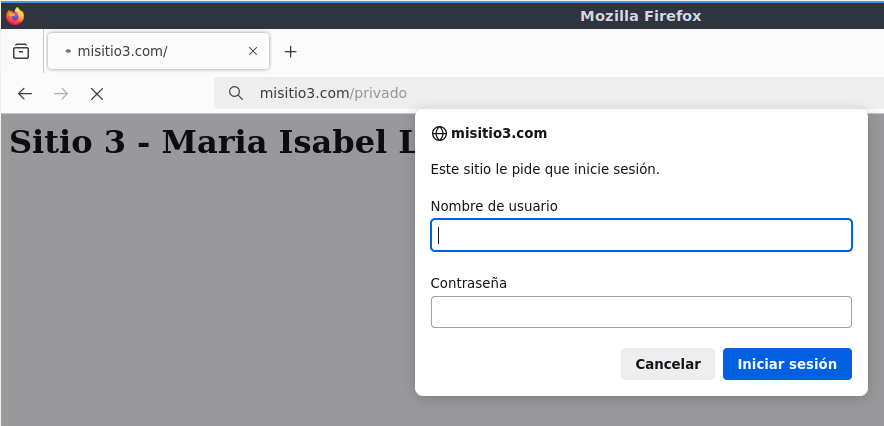 Mozilla Firefox
misitio3.com/
misitio3.com/privado
Sitio 3 - Maria Isabel
misitio3.com
Este sitio le pide que inicie sesión.
Nombre de usuario
Contraseña
Cancelar Iniciar sesión